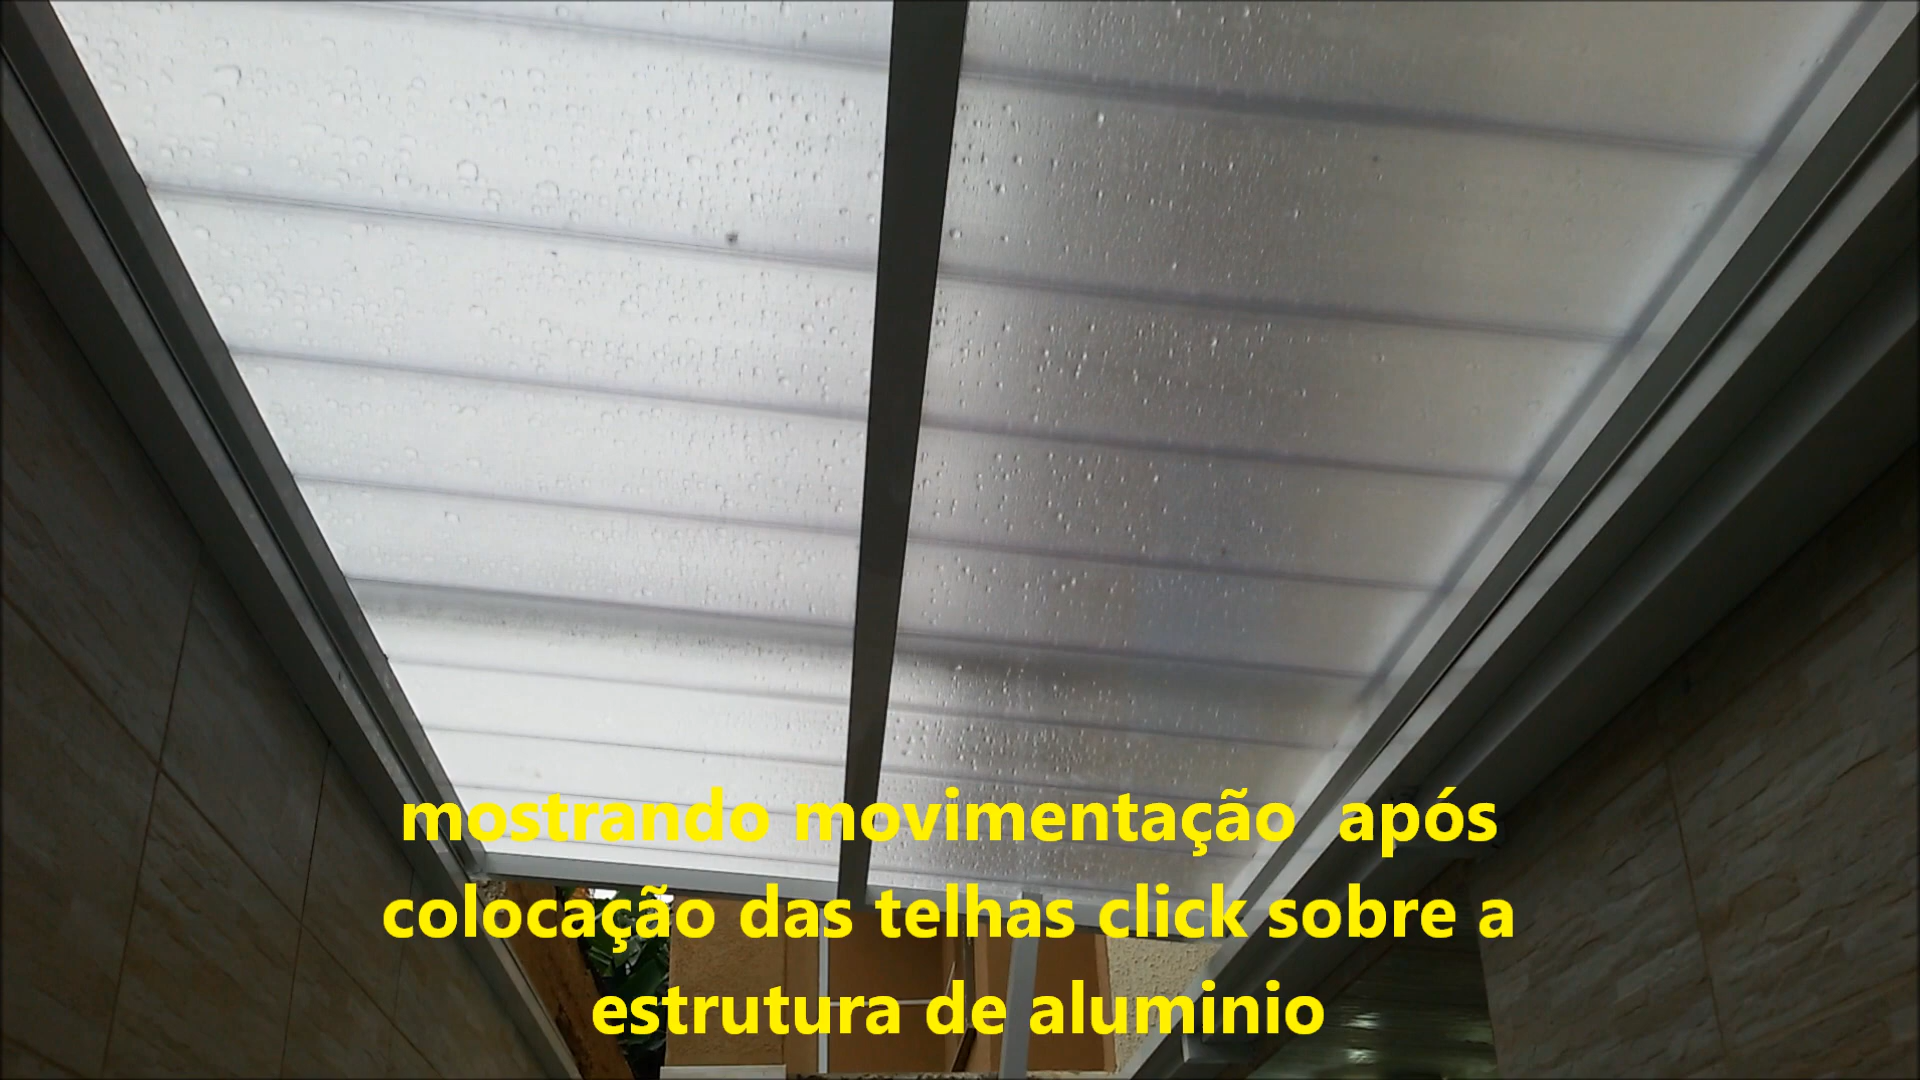 mostrando movimentação  após
colocação das telhas click sobre a
estrutura de aluminio